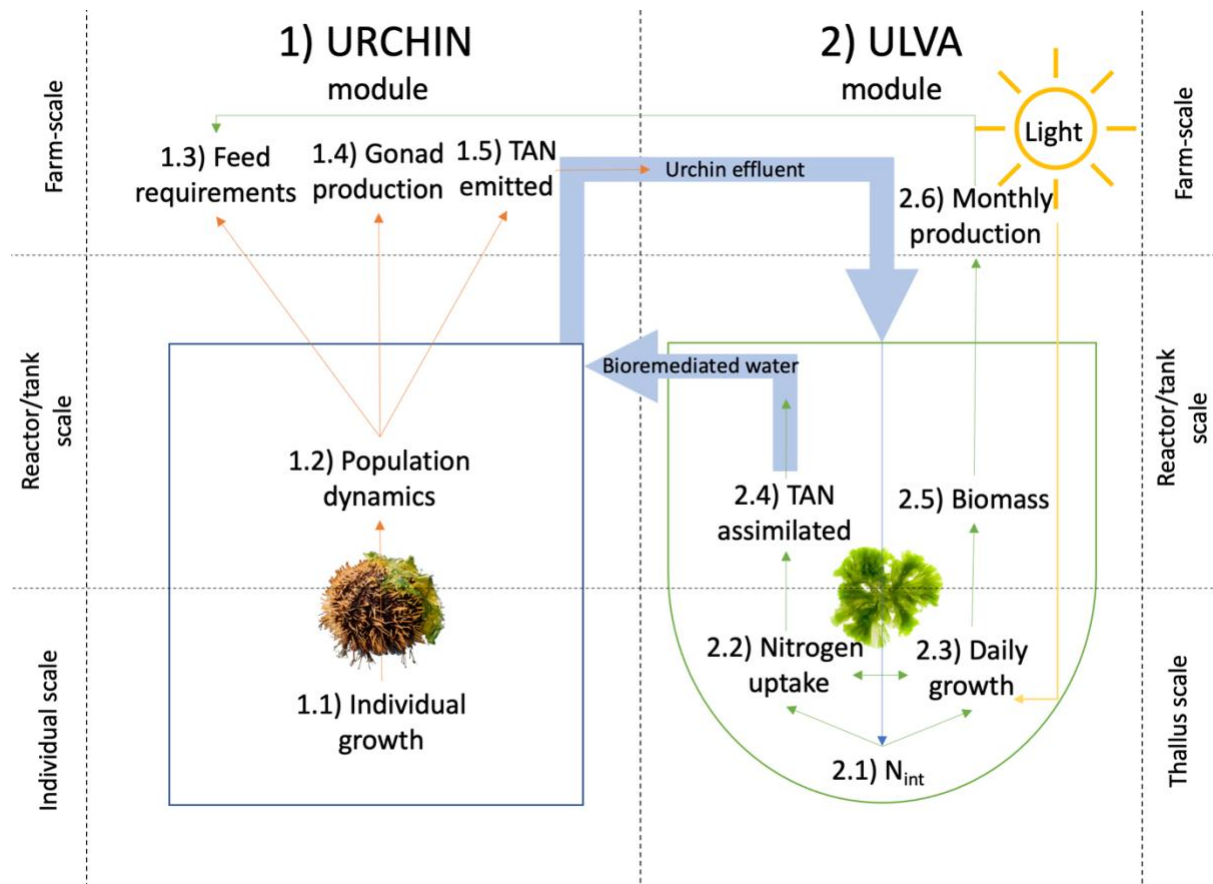 1) URCHIN
module
2) ULVA
module
Light
Farm-scale
Farm-scale
1.3) Feed
requirements
1.4) Gonad
production
1.5) TAN
emitted
Urchin effluent
2.6) Monthly
production
Reactor/tank
scale
Reactor/tank
scale
Bioremediated water
1.2) Population
dynamics
2.4) TAN
assimilated
2.5) Biomass
Individual scale
Thallus scale
1.1) Individual
growth
2.2) Nitrogen
uptake
2.3) Daily
growth
2.1) Nint